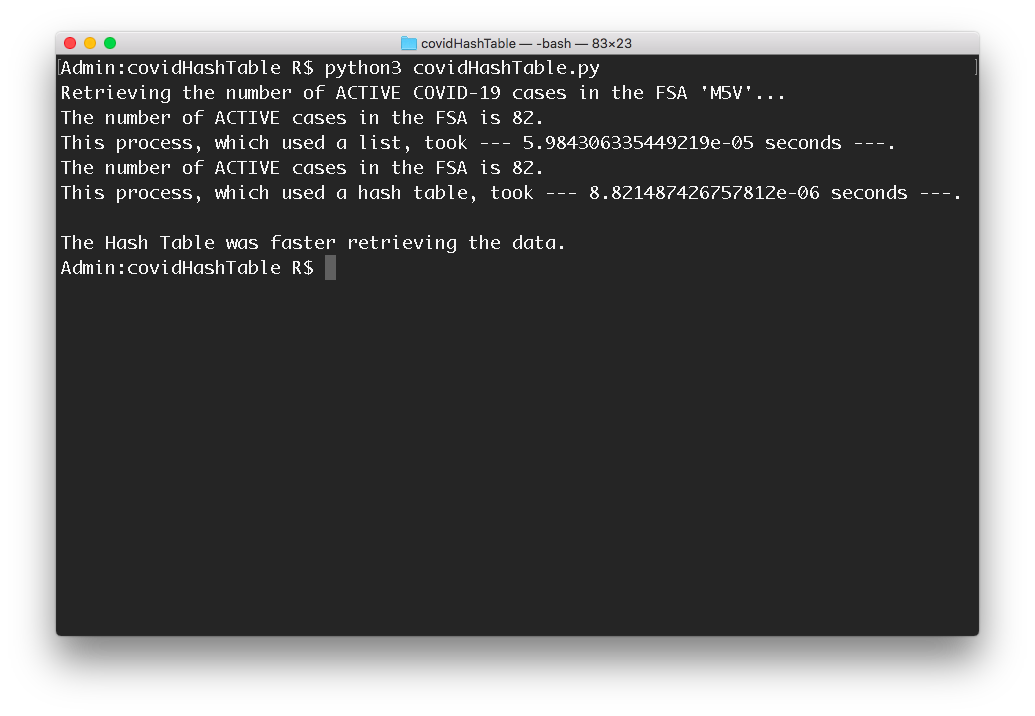 covidHashTable — -bash — 83×23
[Admin:covidHashTable R$ python3 covidHashTable.py ]
Retrieving the number of ACTIVE COVID-19 cases in the FSA 'M5V'...
The number of ACTIVE cases in the FSA is 82.
This process, which used a list, took --- 5.984306335449219e-05 seconds ---.
The number of ACTIVE cases in the FSA is 82.
This process, which used a hash table, took --- 8.821487426757812e-06 seconds ---.
The Hash Table was faster retrieving the data.
Admin:covidHashTable R$